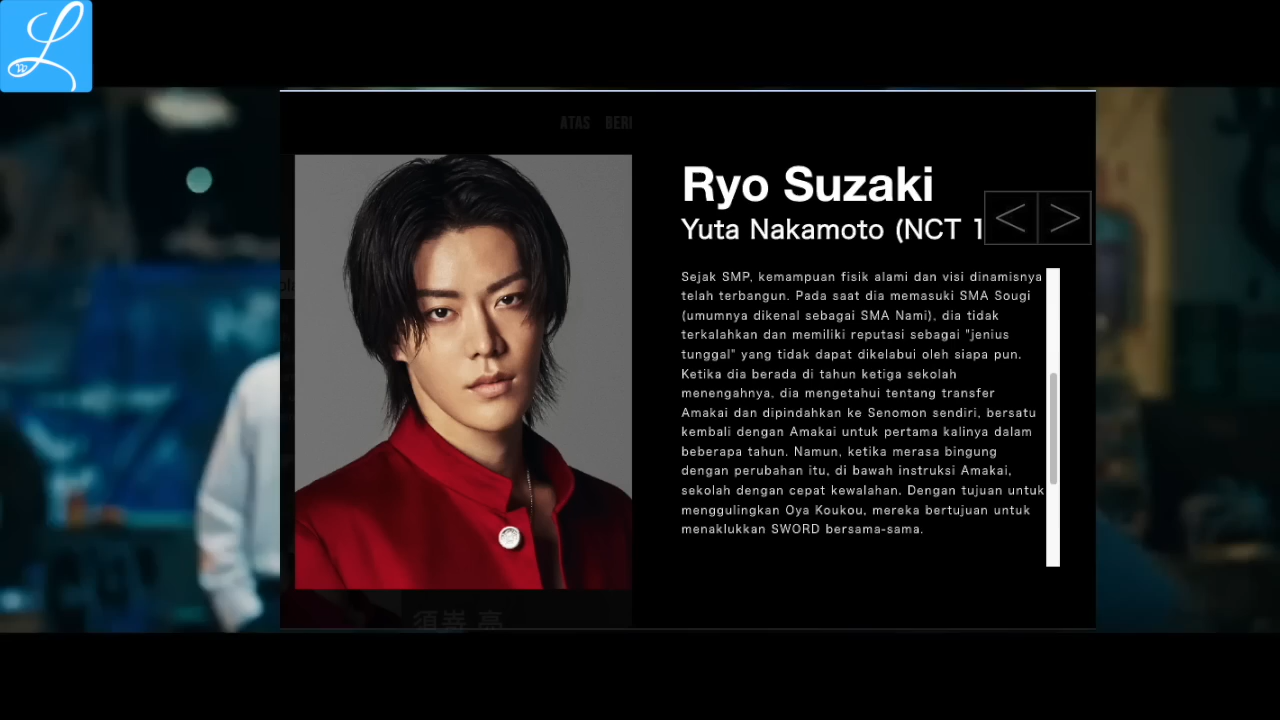 ATAS BERI
Ryo Suzaki
Yuta Nakamoto (NCT 1
Sejak SMP, kemampuan fisik alami dan visi dinamisnya
telah terbangun. Pada saat dia memasuki SMA Sougi
(umumnya dikenal sebagai SMA Nami), dia tidak
terkalahkan dan memiliki reputasi sebagai "jenius
tunggal" yang tidak dapat dikelabui oleh siapa pun.
Ketika dia berada di tahun ketiga sekolah
menengahnya, dia mengetahui tentang transfer
Amakai dan dipindahkan ke Senomon sendiri, bersatu
kembali dengan Amakai untuk pertama kalinya dalam
beberapa tahun. Namun, ketika merasa bingung
dengan perubahan itu, di bawah instruksi Amakai,
sekolah dengan cepat kewalahan. Dengan tujuan untuk
menggulingkan Oya Koukou, mereka bertujuan untuk
menaklukkan SWORD bersama-sama.
須嵜 亮